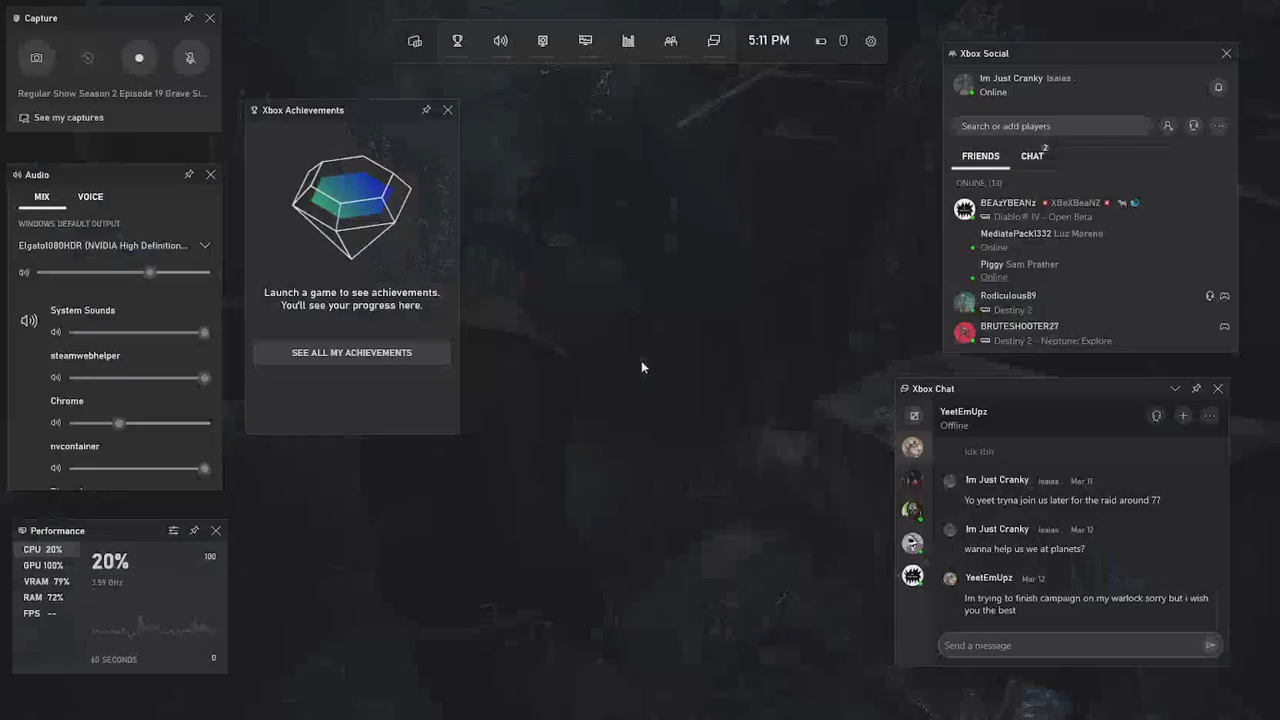 Capture
Regular Show Season 2 Episode 19 Grave Si...
See my captures
5:11 PM
Audio
MIX VOICE
WINDOWS DEFAULT OUTPUT
Elgato1080HDR (NVIDIA High Definition...
System Sounds
steamwebhelper
Chrome
nvcontainer
Xbox Achievements
Launch a game to see achievements.
You'll see your progress here.
SEE ALL MY ACHIEVEMENTS
Performance
CPU 20%
GPU 100%
VRAM 79%
RAM 72%
FPS --
20%
3.59 GHz
100
60 SECONDS
0
Xbox Social
Im Just Cranky Isaias .
Online
Search or add players
FRIENDS CHAT 2
ONLINE (13)
BEAzYBEANz XBoXBeaNZ
Diablo® IV - Open Beta
MediatePack1332 Luz Moreno
Online
Piggy Sam Prather
Online
Rodiculous89
Destiny 2
BRUTESHOOTER27
Destiny 2 - Neptune: Explore
Xbox Chat
YeetEmUpz
Offline
idk tbh
Im Just Cranky Isaias . Mar 11
Yo yeet tryna join us later for the raid around 7?
Im Just Cranky Isaias . Mar 12
wanna help us we at planets?
YeetEmUpz Mar 12
Im trying to finish campaign on my warlock sorry but i wish
you the best
Send a message